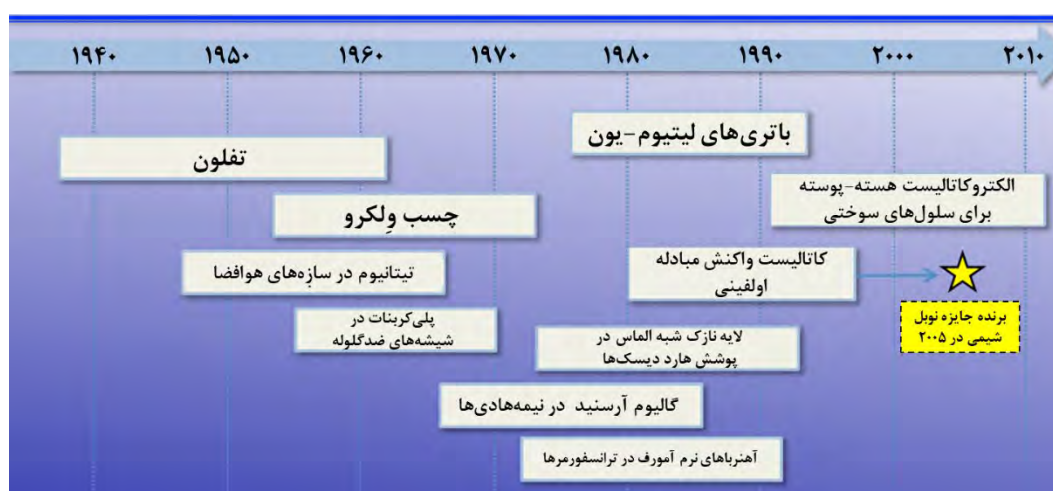 ۱۹۴۰ ۱۹۵۰ ۱۹۶۰ ۱۹۷۰ ۱۹۸۰ ۱۹۹۰ ۲۰۰۰ ۲۰۱۰
باتری‌های لیتیوم-یون
تفلون
الکتروکاتالیست هسته-پوسته
برای سلول‌های سوختی
چسب وِلکرو
تیتانیوم در سازه‌های هوافضا
کاتالیست واکنش مبادله
اولفینی
پلی‌کربنات در
شیشه‌های ضدگلوله
برنده جایزه نوبل
شیمی در ۲۰۰۵
لایه نازک شبه الماس در
پوشش هارد دیسک‌ها
گالیوم آرسنید در نیمه‌هادی‌ها
آهنرباهای نرم آمورف در ترانسفورمرها